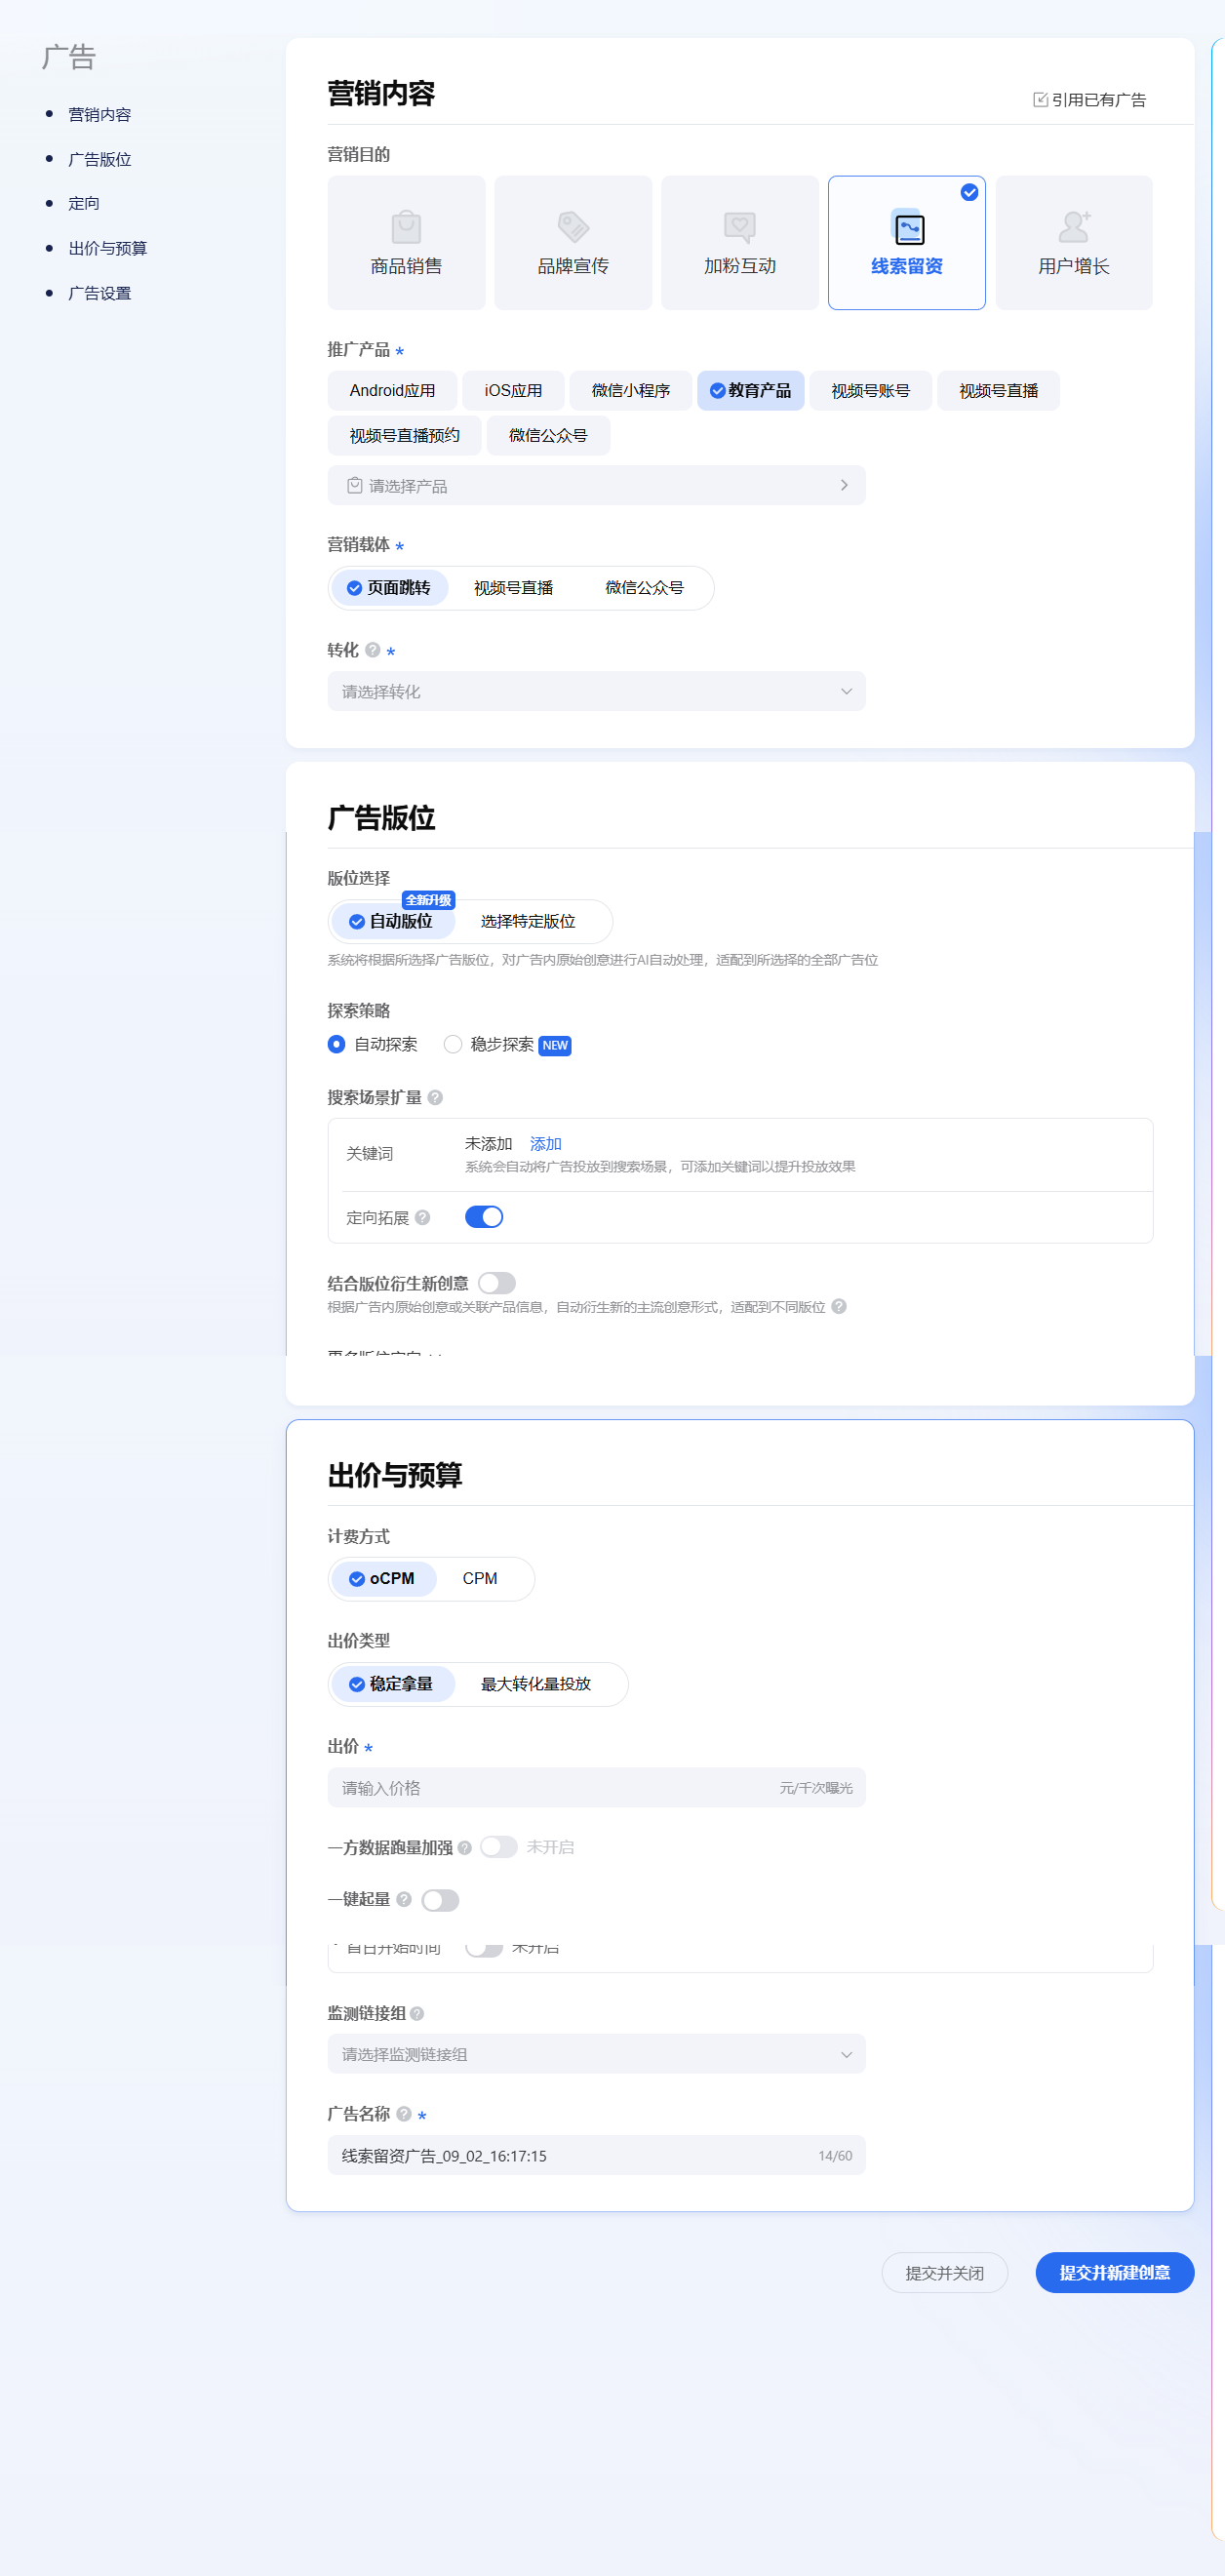 广告
营销内容
广告版位
定向
出价与预算
广告设置
营销内容
引用已有广告
营销目的
商品销售
品牌宣传
加粉互动
线索留资
用户增长
推广产品 *
Android应用
iOS应用
微信小程序
教育产品
视频号账号
视频号直播
视频号直播预约
微信公众号
请选择产品
营销载体 *
页面跳转
视频号直播
微信公众号
转化 ? *
请选择转化
广告版位
版位选择
全新升级
自动版位
选择特定版位
系统将根据所选择广告版位，对广告内原始创意进行AI自动处理，适配到所选择的全部广告位
探索策略
自动探索
稳步探索 NEW
搜索场景扩量 ?
关键词
未添加 添加
系统会自动将广告投放到搜索场景，可添加关键词以提升投放效果
定向拓展 ?
结合版位衍生新创意
根据广告内原始创意或关联产品信息，自动衍生新的主流创意形式，适配到不同版位 ?
出价与预算
计费方式
oCPM
CPM
出价类型
稳定拿量
最大转化量投放
出价 *
请输入价格
元/千次曝光
一方数据跑量加强 ? 未开启
一键起量 ?
首日开始时间 未开启
监测链接组 ?
请选择监测链接组
广告名称 ? *
线索留资广告_09_02_16:17:15
14/60
提交并关闭
提交并新建创意